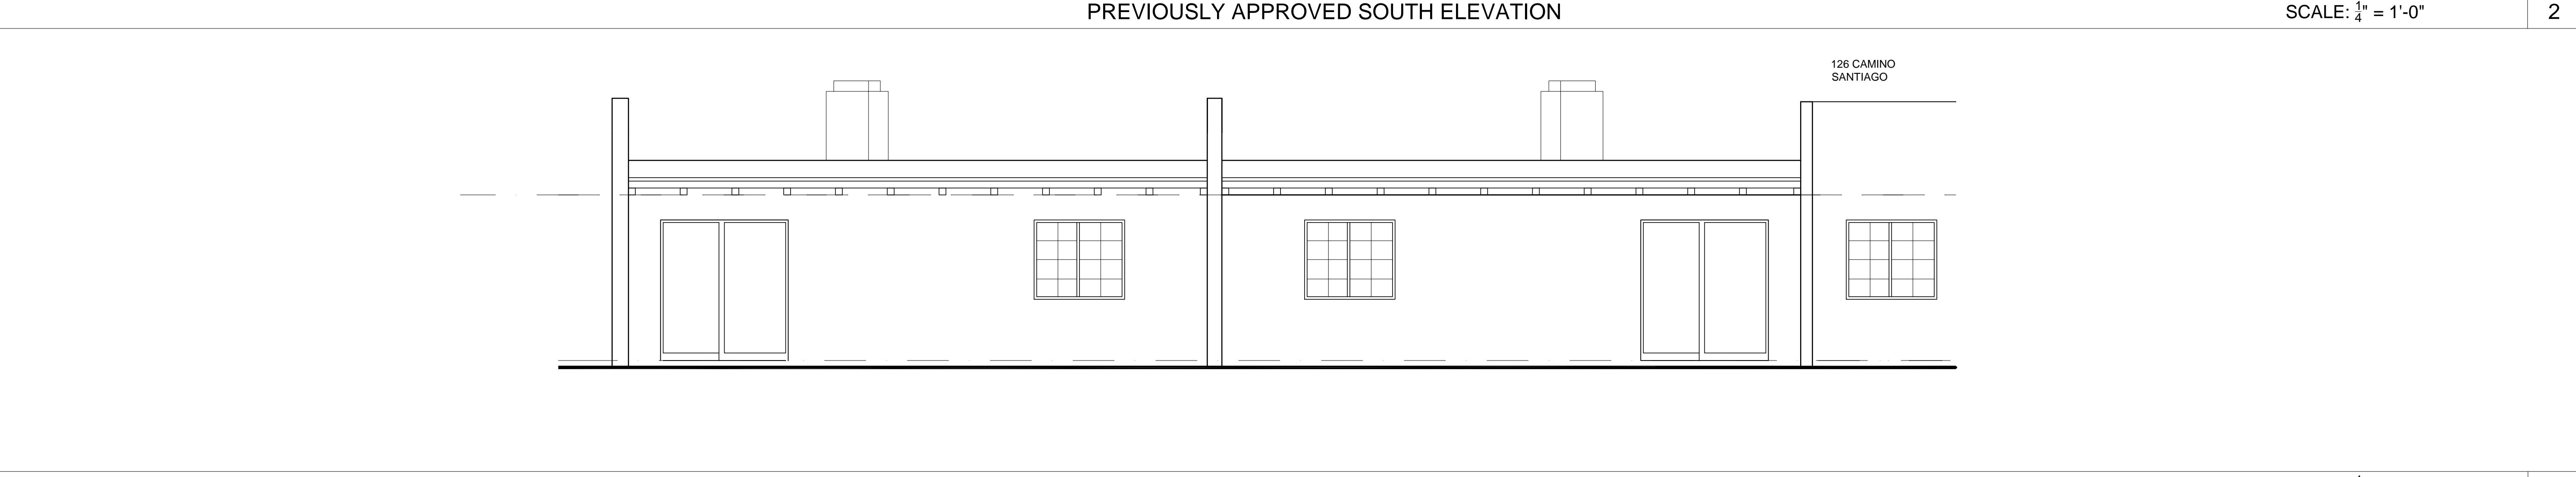 PREVIOUSLY APPROVED SOUTH ELEVATION
SCALE: 1/4" = 1'-0"
2
126 CAMINO
SANTIAGO